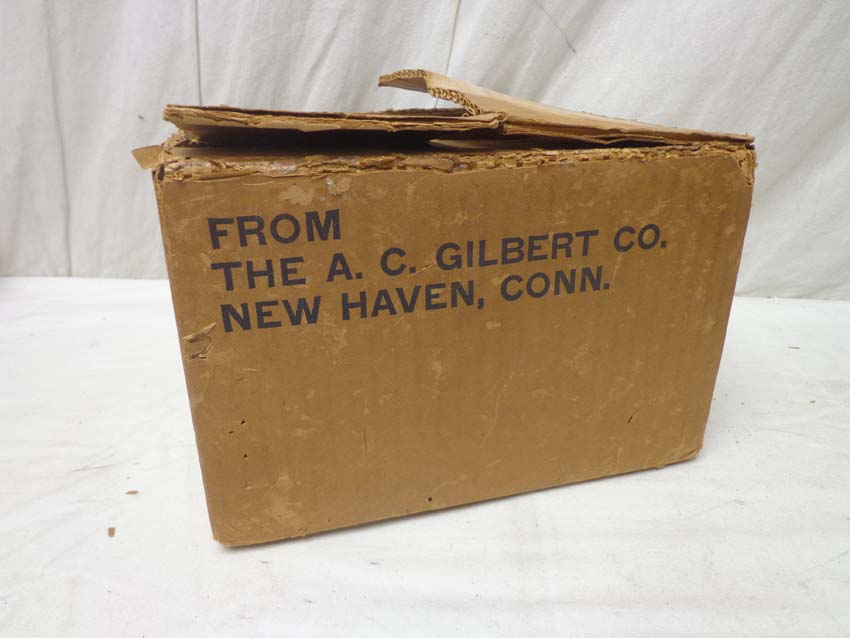 FROM
THE A. C. GILBERT CO.
NEW HAVEN, CONN.